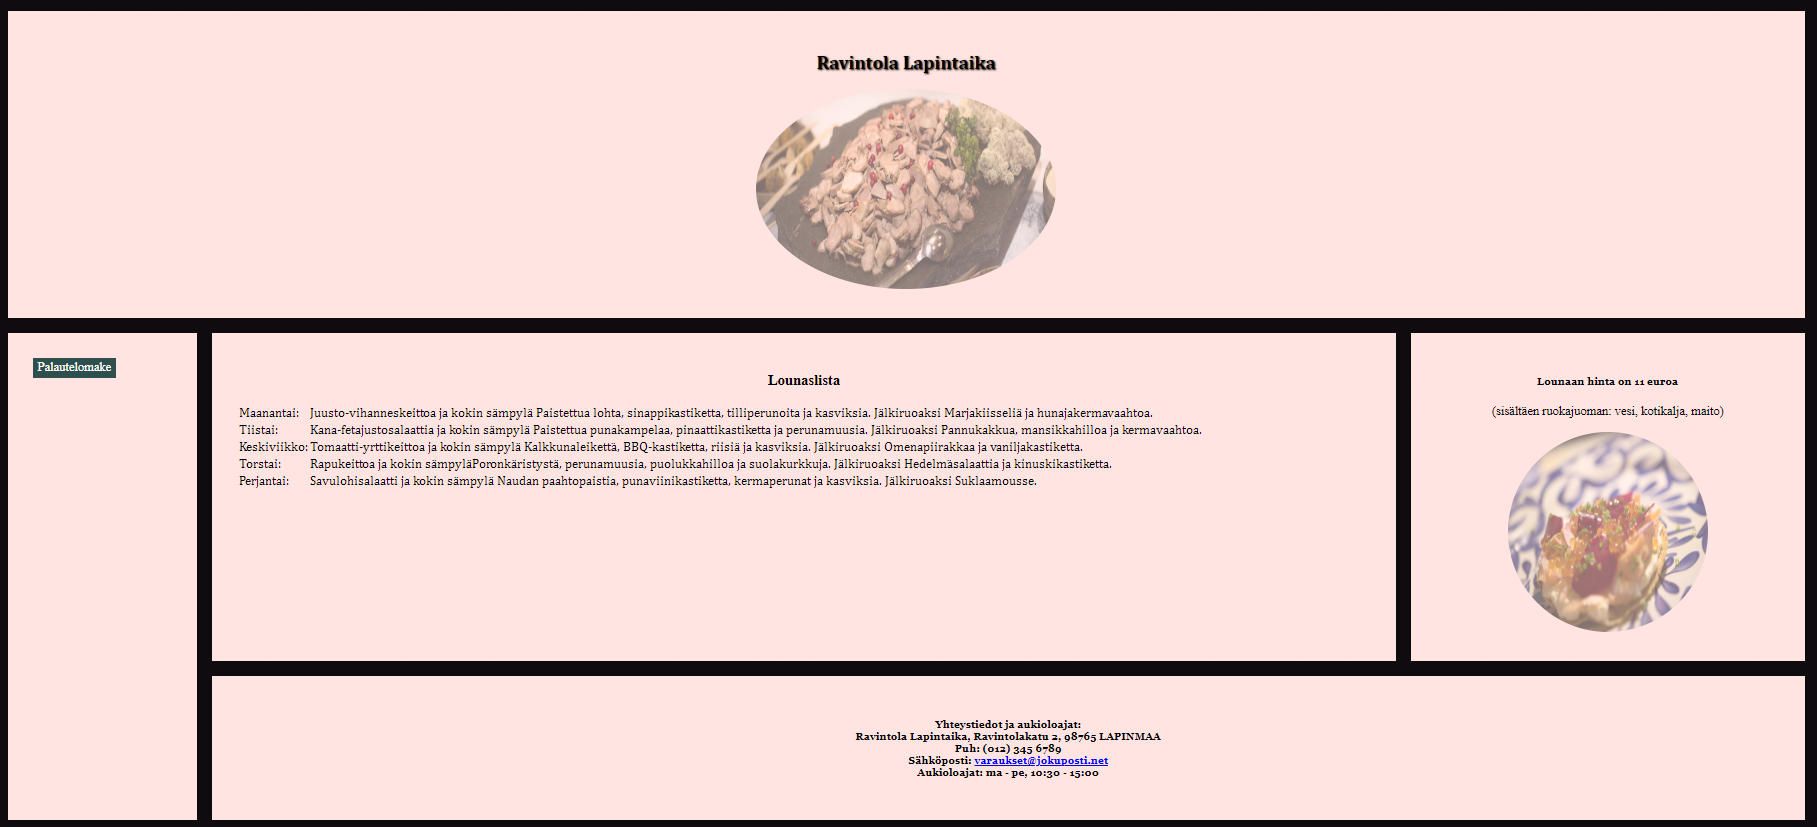 Ravintola Lapintaika
Palautelomake
Lounaslista
Maanantai: Juusto-vihanneskeittoa ja kokin sämpylä Paistettua lohta, sinappikastiketta, tilliperunoita ja kasviksia. Jälkiruoaksi Marjakiisseliä ja hunajakermavaahtoa.
Tiistai: Kana-fetajustosalaattia ja kokin sämpylä Paistettua punakampelaa, pinaattikastiketta ja perunamuusia. Jälkiruoaksi Pannukakkua, mansikkahilloa ja kermavaahtoa.
Keskiviikko: Tomaatti-yrttikeittoa ja kokin sämpylä Kalkkunaleikettä, BBQ-kastiketta, riisiä ja kasviksia. Jälkiruoaksi Omenapiirakkaa ja vaniljakastiketta.
Torstai: Rapukeittoa ja kokin sämpyläPoronkäristystä, perunamuusia, puolukkahilloa ja suolakurkkuja. Jälkiruoaksi Hedelmäsalaattia ja kinuskikastiketta.
Perjantai: Savulohisalaatti ja kokin sämpylä Naudan paahtopaistia, punaviinikastiketta, kermaperunat ja kasviksia. Jälkiruoaksi Suklaamousse.
Lounaan hinta on 11 euroa
(sisältäen ruokajuoman: vesi, kotikalja, maito)
Yhteystiedot ja aukioloajat:
Ravintola Lapintaika, Ravintolakatu 2, 98765 LAPINMAA
Puh: (012) 345 6789
Sähköposti: varaukset@jokuposti.net
Aukioloajat: ma - pe, 10:30 - 15:00